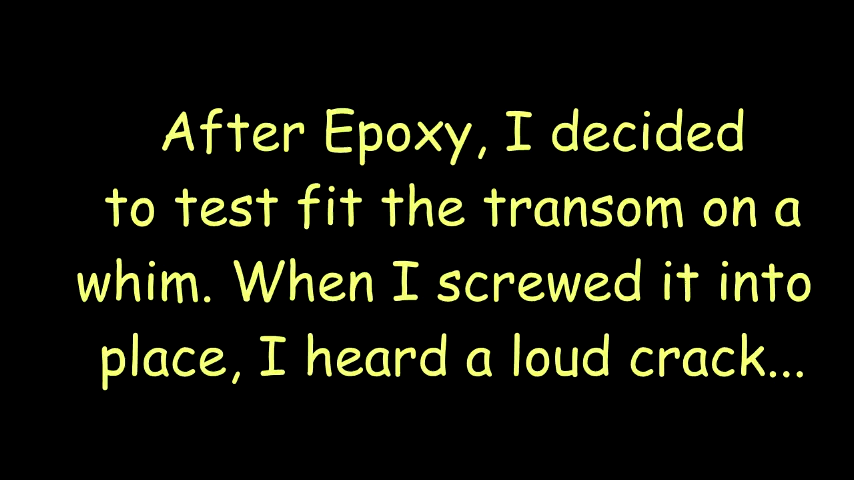 After Epoxy, I decided
to test fit the transom on a
whim. When I screwed it into
place, I heard a loud crack...